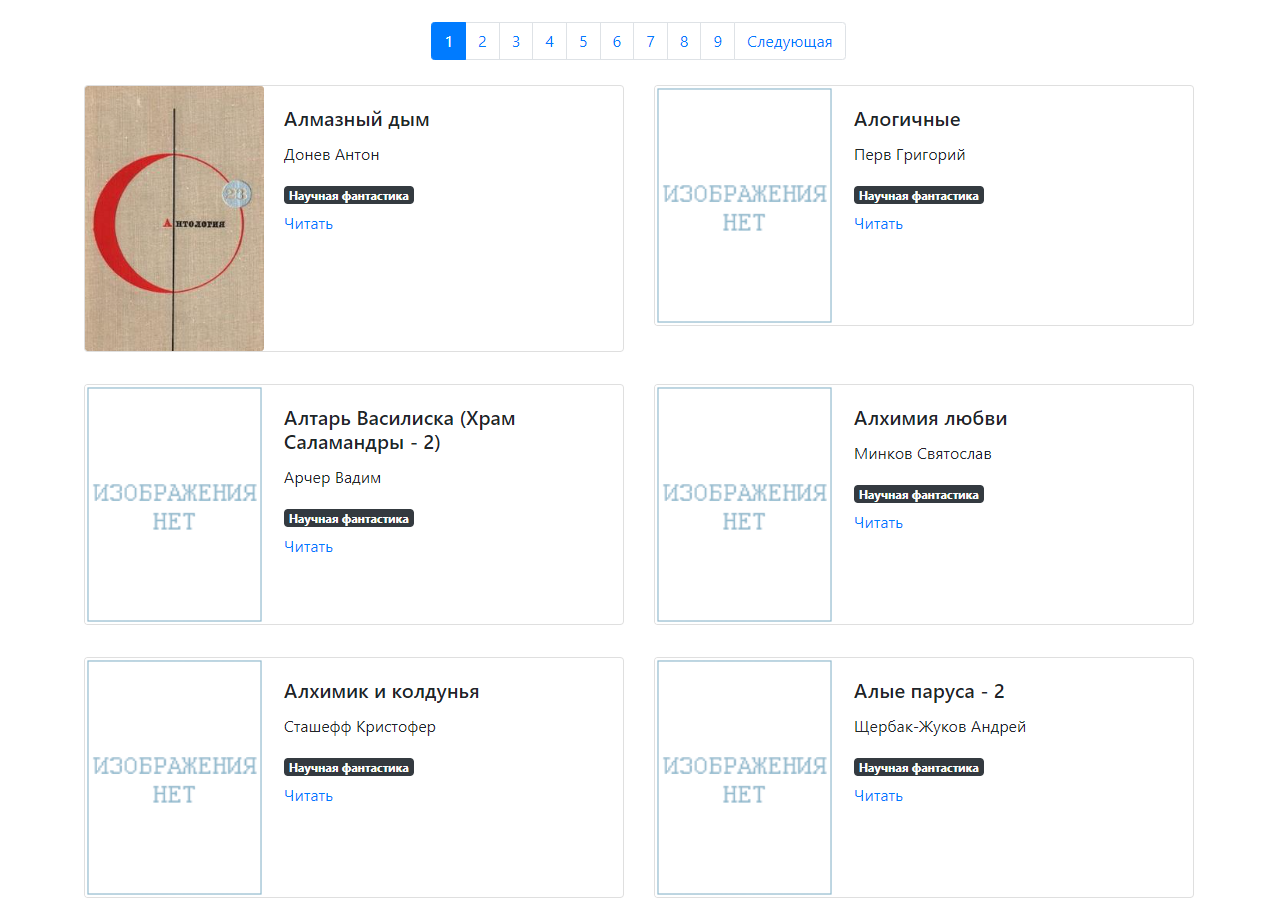 1 2 3 4 5 6 7 8 9 Следующая
23
Антология
Алмазный дым
Донев Антон
Научная фантастика
Читать
ИЗОБРАЖЕНИЯ
НЕТ
Алогичные
Перв Григорий
Научная фантастика
Читать
ИЗОБРАЖЕНИЯ
НЕТ
Алтарь Василиска (Храм
Саламандры - 2)
Арчер Вадим
Научная фантастика
Читать
ИЗОБРАЖЕНИЯ
НЕТ
Алхимия любви
Минков Святослав
Научная фантастика
Читать
ИЗОБРАЖЕНИЯ
НЕТ
Алхимик и колдунья
Сташефф Кристофер
Научная фантастика
Читать
ИЗОБРАЖЕНИЯ
НЕТ
Алые паруса - 2
Щербак-Жуков Андрей
Научная фантастика
Читать